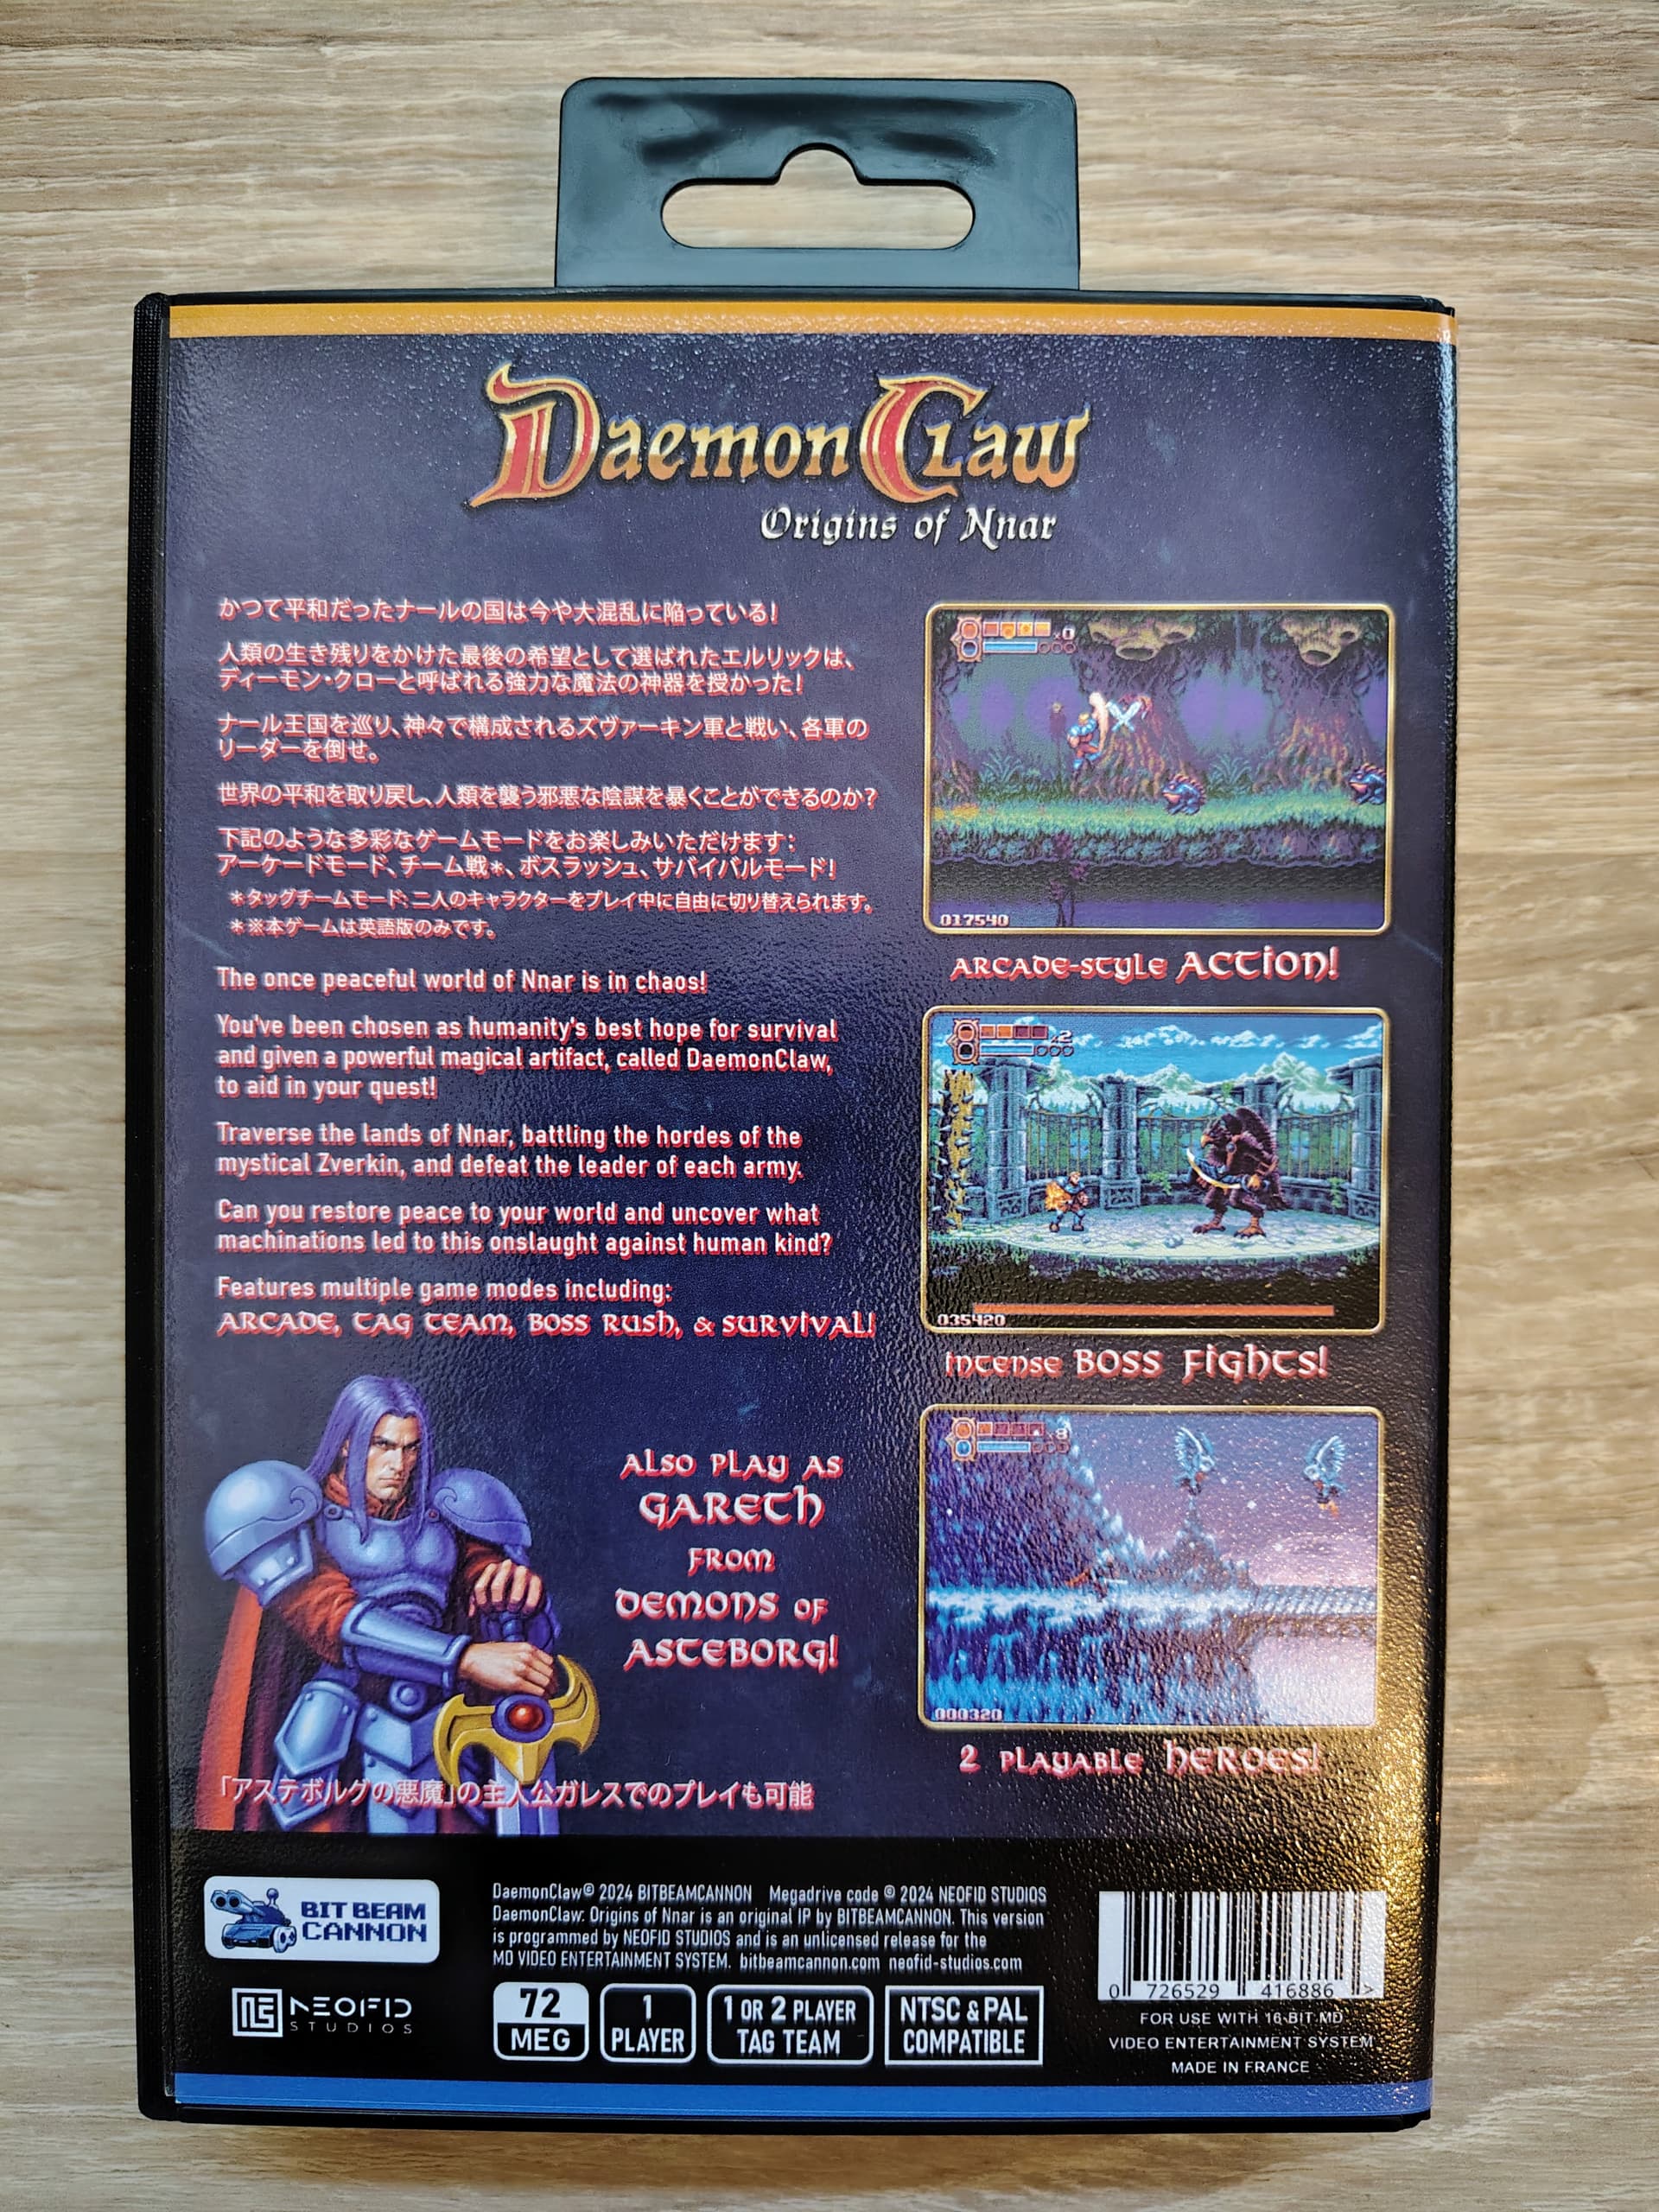 DaemonClaw
Origins of Nnar
かつて平和だったナールの国は今や大混乱に陥っている!
人類の生き残りをかけた最後の希望として選ばれたエルリックは、
ディーモン・クローと呼ばれる強力な魔法の神器を授かった!
ナール王国を巡り、神々で構成されるズヴァーキン軍と戦い、各軍の
リーダーを倒せ。
世界の平和を取り戻し、人類を襲う邪悪な陰謀を暴くことができるのか?
下記のような多彩なゲームモードをお楽しみいただけます:
アーケードモード、チーム戦*、ボスラッシュ、サバイバルモード!
*タッグチームモード:二人のキャラクターをプレイ中に自由に切り替えられます。
*※本ゲームは英語版のみです。
The once peaceful world of Nnar is in chaos!
You've been chosen as humanity's best hope for survival
and given a powerful magical artifact, called DaemonClaw,
to aid in your quest!
Traverse the lands of Nnar, battling the hordes of the
mystical Zverkin, and defeat the leader of each army.
Can you restore peace to your world and uncover what
machinations led to this onslaught against human kind?
Features multiple game modes including:
ARCADE, TAG TEAM, BOSS RUSH, & SURVIVAL!
x0
000
017540
ARCADE-STYLE ACTION!
x2
000
035420
INTENSE BOSS FIGHTS!
x8
000320
2 PLAYABLE HEROES!
ALSO PLAY AS
GARETH
FROM
DEMONS OF
ASTEBORG!
「アステボルグの悪魔」の主人公ガレスでのプレイも可能
BIT BEAM
CANNON
NEOFID
STUDIOS
DaemonClaw© 2024 BITBEAMCANNON Megadrive code © 2024 NEOFID STUDIOS
DaemonClaw: Origins of Nnar is an original IP by BITBEAMCANNON. This version
is programmed by NEOFID STUDIOS and is an unlicensed release for the
MD VIDEO ENTERTAINMENT SYSTEM. bitbeamcannon.com neofid-studios.com
72
MEG
1
PLAYER
1 OR 2 PLAYER
TAG TEAM
NTSC & PAL
COMPATIBLE
0 726529 416886 >
FOR USE WITH 16-BIT MD
VIDEO ENTERTAINMENT SYSTEM
MADE IN FRANCE